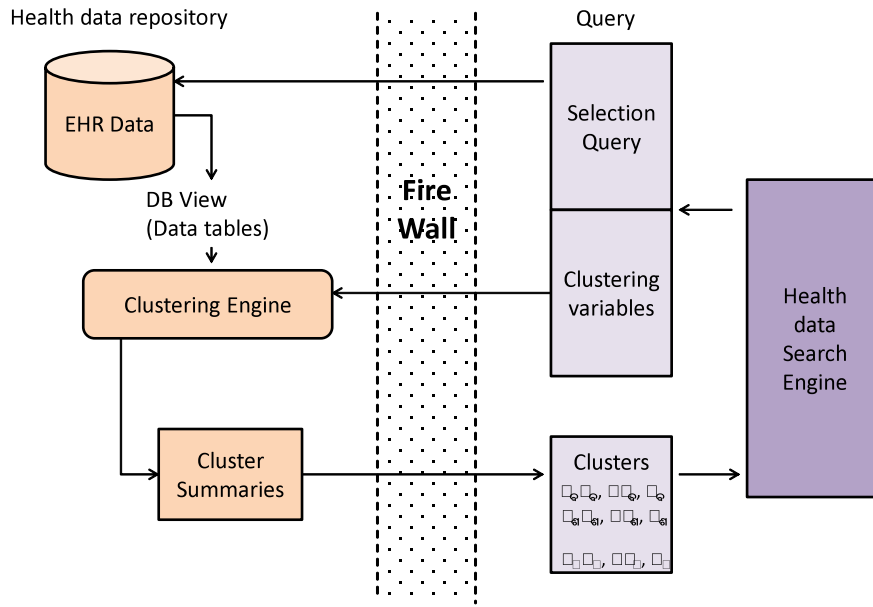 Health data repository
Query
EHR Data
Selection
Query
DB View
(Data tables)
Fire
Wall
Clustering Engine
Clustering
variables
Health
data
Search
Engine
Cluster
Summaries
Clusters